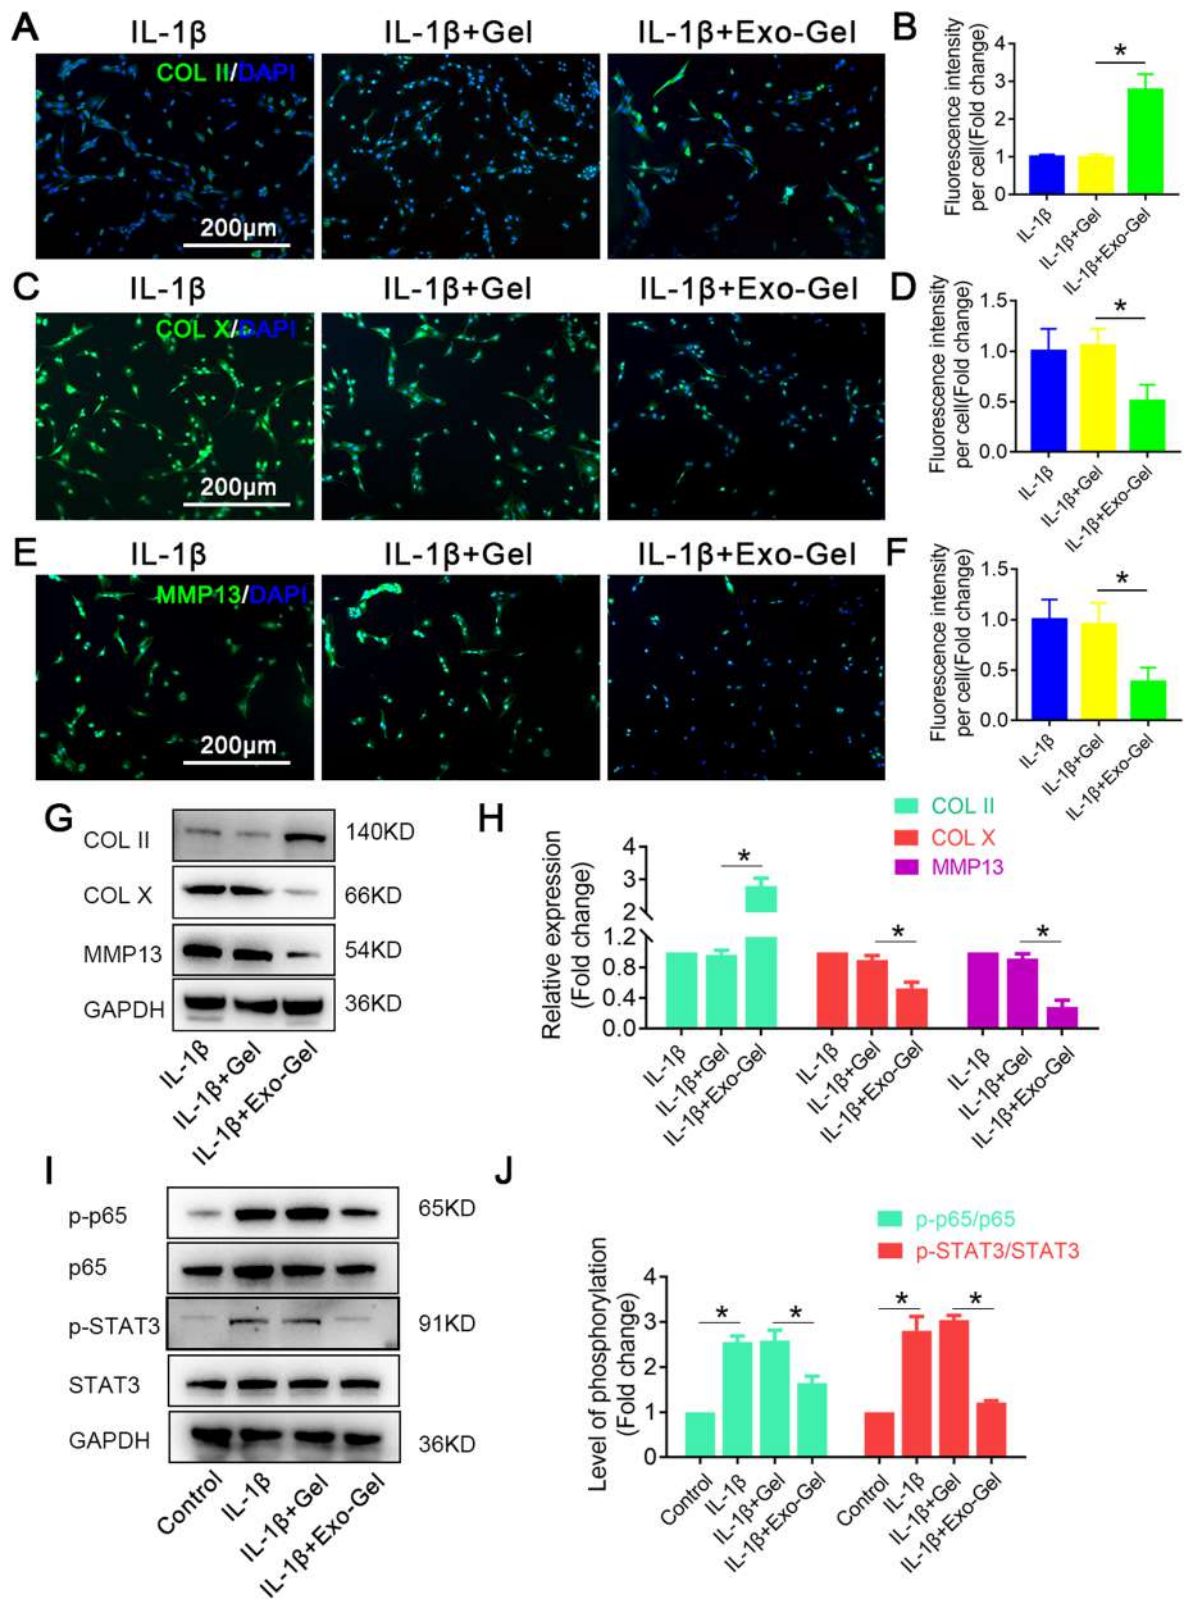 A
IL-1β
IL-1β+Gel
IL-1β+Exo-Gel
COL II/DAPI
200μm
B
Fluorescence intensity
per cell(Fold change)
4
3
2
1
0
*
IL-1β
IL-1β+Gel
IL-1β+Exo-Gel
C
IL-1β
IL-1β+Gel
IL-1β+Exo-Gel
COL X/DAPI
200μm
D
Fluorescence intensity
per cell(Fold change)
1.5
1.0
0.5
0.0
*
IL-1β
IL-1β+Gel
IL-1β+Exo-Gel
E
IL-1β
IL-1β+Gel
IL-1β+Exo-Gel
MMP13/DAPI
200μm
F
Fluorescence intensity
per cell(Fold change)
1.5
1.0
0.5
0.0
*
IL-1β
IL-1β+Gel
IL-1β+Exo-Gel
G
COL II
140KD
COL X
66KD
MMP13
54KD
GAPDH
36KD
IL-1β
IL-1β+Gel
IL-1β+Exo-Gel
H
COL II
COL X
MMP13
Relative expression
(Fold change)
4
3
2
1.2
0.8
0.4
0.0
*
*
*
IL-1β
IL-1β+Gel
IL-1β+Exo-Gel
IL-1β
IL-1β+Gel
IL-1β+Exo-Gel
IL-1β
IL-1β+Gel
IL-1β+Exo-Gel
I
p-p65
65KD
p65
p-STAT3
91KD
STAT3
GAPDH
36KD
Control
IL-1β
IL-1β+Gel
IL-1β+Exo-Gel
J
p-p65/p65
p-STAT3/STAT3
Level of phosphorylation
(Fold change)
4
3
2
1
0
*
*
*
*
Control
IL-1β
IL-1β+Gel
IL-1β+Exo-Gel
Control
IL-1β
IL-1β+Gel
IL-1β+Exo-Gel